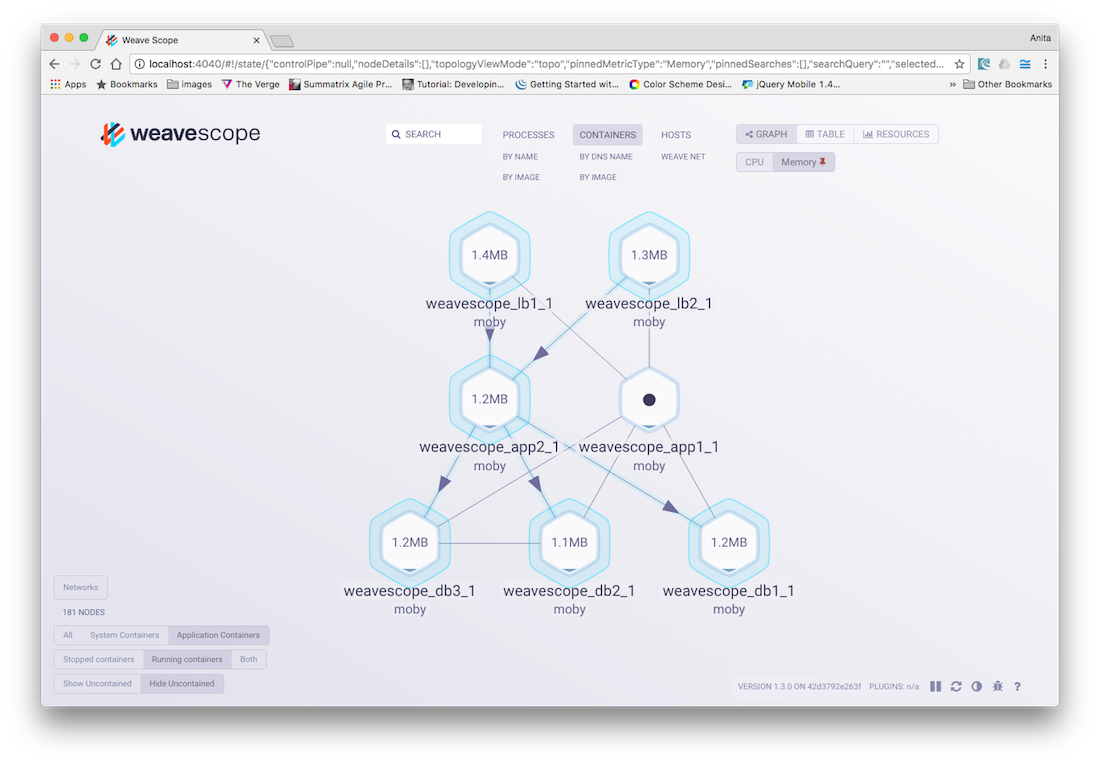 Weave Scope
Anita
localhost:4040/#!/state/{"controlPipe":null,"nodeDetails":[],"topologyViewMode":"topo","pinnedMetricType":"Memory","pinnedSearches":[],"searchQuery":"","selected...
Apps Bookmarks images The Verge Summatrix Agile Pr... Tutorial: Developin... Getting Started wit... Color Scheme Desi... jQuery Mobile 1.4... » Other Bookmarks
weavescope
SEARCH
PROCESSES CONTAINERS HOSTS
GRAPH TABLE RESOURCES
BY NAME BY DNS NAME WEAVE NET
CPU Memory
BY IMAGE BY IMAGE
1.4MB 1.3MB
weavescope_lb1_1 weavescope_lb2_1
moby moby
1.2MB
weavescope_app2_1 weavescope_app1_1
moby moby
1.2MB 1.1MB 1.2MB
weavescope_db3_1 weavescope_db2_1 weavescope_db1_1
moby moby moby
Networks
181 NODES
All System Containers Application Containers
Stopped containers Running containers Both
Show Uncontained Hide Uncontained
VERSION 1.3.0 ON 42d3792e263f PLUGINS: n/a ?